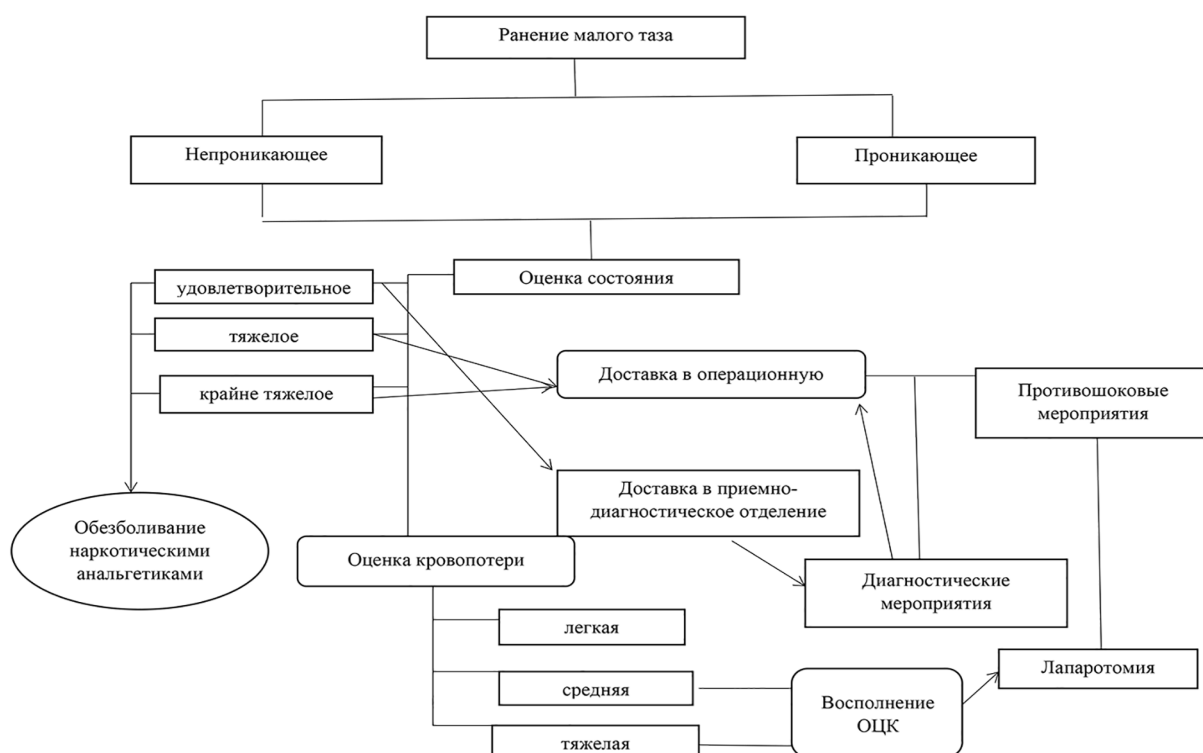 Ранение малого таза
Непроникающее
Проникающее
Оценка состояния
удовлетворительное
тяжелое
крайне тяжелое
Доставка в операционную
Противошоковые
мероприятия
Доставка в приемно-
диагностическое отделение
Обезболивание
наркотическими
анальгетиками
Оценка кровопотери
Диагностические
мероприятия
легкая
средняя
тяжелая
Восполнение
ОЦК
Лапаротомия